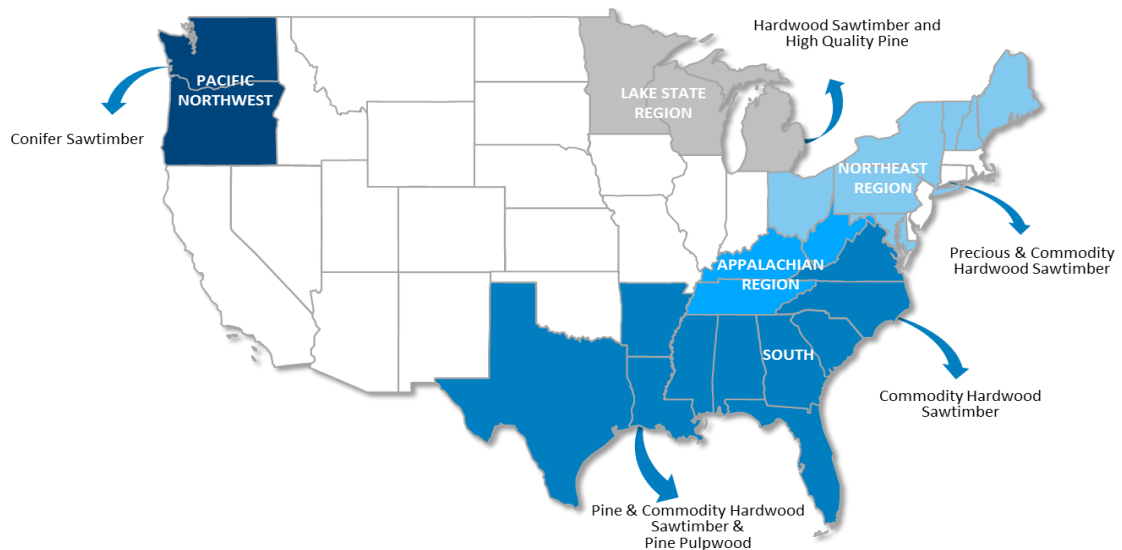 Hardwood Sawtimber and
High Quality Pine
PACIFIC
NORTHWEST
LAKE STATE
REGION
Conifer Sawtimber
NORTHEAST
REGION
Precious & Commodity
Hardwood Sawtimber
APPALACHIAN
REGION
SOUTH
Commodity Hardwood
Sawtimber
Pine & Commodity Hardwood
Sawtimber &
Pine Pulpwood